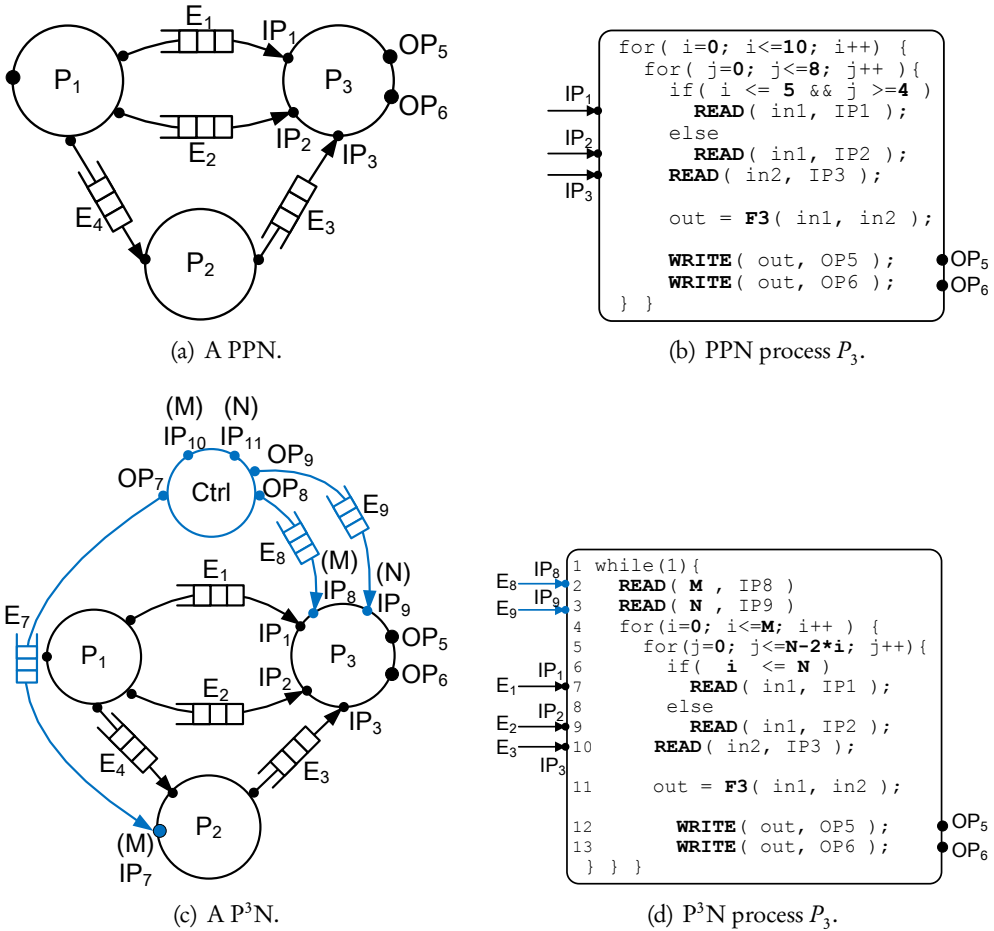 E1
IP1
OP5
P1
P3
OP6
E2
IP2
IP3
E4
E3
P2
(a) A PPN.
for( i=0; i<=10; i++) {
for( j=0; j<=8; j++ ){
if( i <= 5 && j >=4 )
IP1
READ( in1, IP1 );
else
IP2
READ( in1, IP2 );
READ( in2, IP3 );
IP3
out = F3( in1, in2 );
WRITE( out, OP5 );
OP5
WRITE( out, OP6 );
OP6
} }
(b) PPN process P3.
(M) (N)
IP10 IP11
OP9
OP7
Ctrl
OP8
E9
E8
(M)
(N)
IP8
IP9
E1
E7
IP1
OP5
P1
P3
OP6
IP2
E2
IP3
E4
E3
P2
(M)
IP7
(c) A P³N.
1 while(1){
E8 IP8
2 READ( M , IP8 )
E9 IP9
3 READ( N , IP9 )
4 for(i=0; i<=M; i++ ) {
5 for(j=0; j<=N-2*i; j++){
6 if( i <= N )
E1 IP1
7 READ( in1, IP1 );
8 else
E2 IP2
9 READ( in1, IP2 );
E3 IP3
10 READ( in2, IP3 );
11 out = F3( in1, in2 );
12 WRITE( out, OP5 );
OP5
13 WRITE( out, OP6 );
OP6
} } }
(d) P³N process P3.